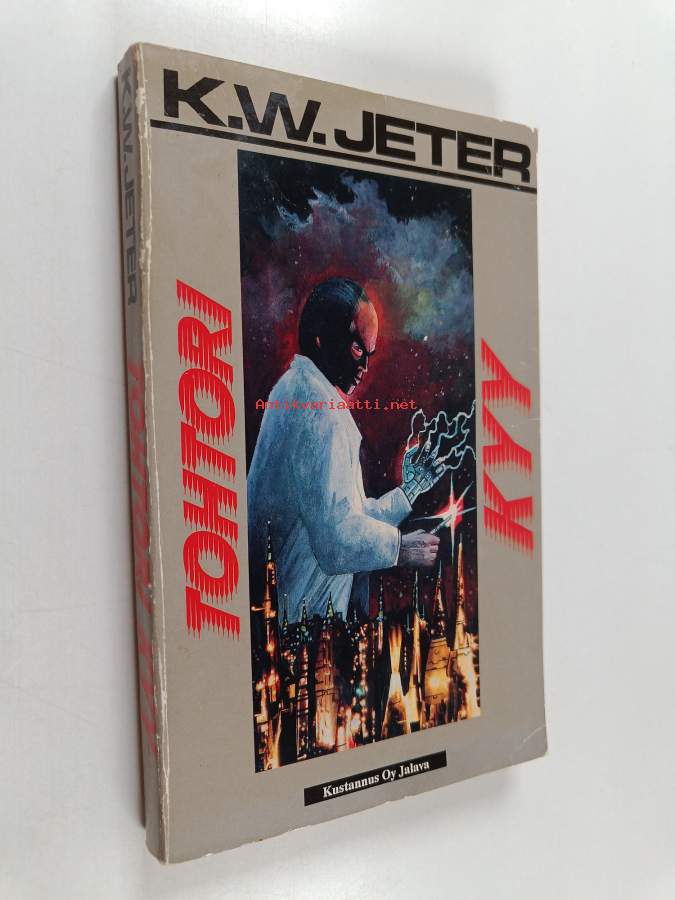 K.W. JETER
TOHTORI
KYY
Antikvariaatti.net
Kustannus Oy Jalava
K.W. JETER
TOHTORI KYY